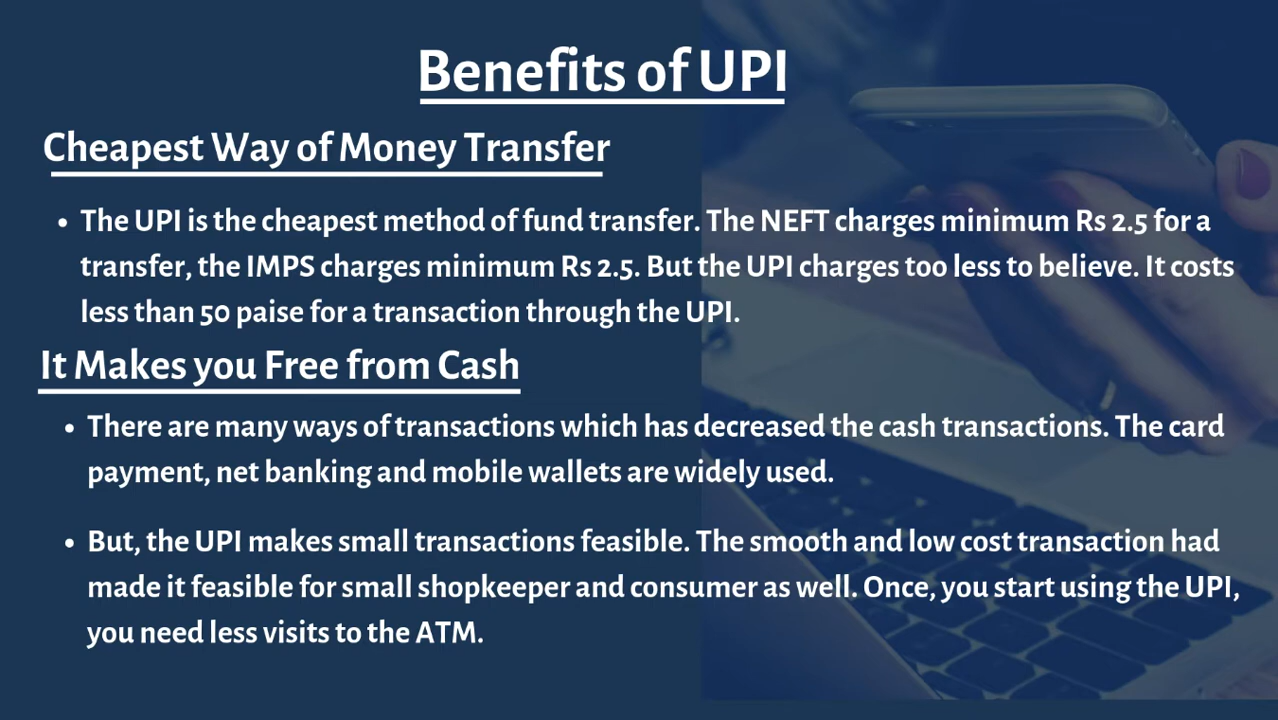 Benefits of UPI
Cheapest Way of Money Transfer
• The UPI is the cheapest method of fund transfer. The NEFT charges minimum Rs 2.5 for a
transfer, the IMPS charges minimum Rs 2.5. But the UPI charges too less to believe. It costs
less than 50 paise for a transaction through the UPI.
It Makes you Free from Cash
• There are many ways of transactions which has decreased the cash transactions. The card
payment, net banking and mobile wallets are widely used.
• But, the UPI makes small transactions feasible. The smooth and low cost transaction had
made it feasible for small shopkeeper and consumer as well. Once, you start using the UPI,
you need less visits to the ATM.